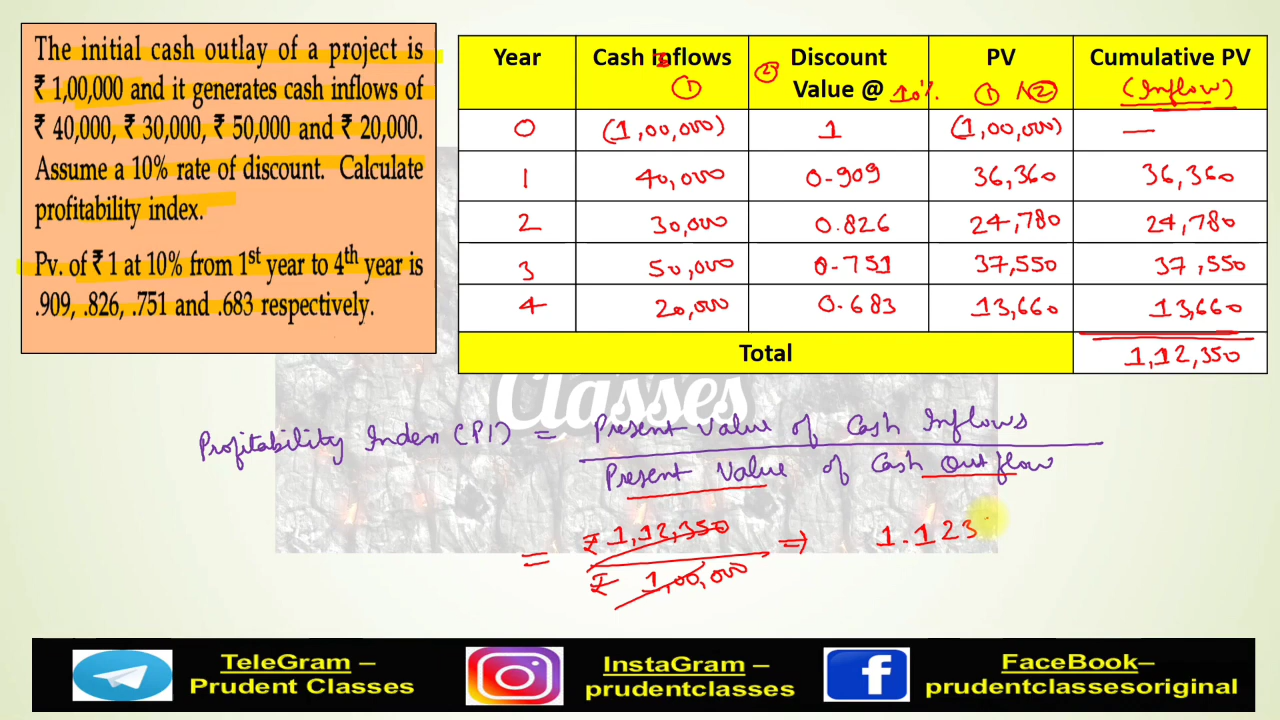 The initial cash outlay of a project is
₹ 1,00,000 and it generates cash inflows of
₹ 40,000, ₹ 30,000, ₹ 50,000 and ₹ 20,000.
Assume a 10% rate of discount. Calculate
profitability index.
Pv. of ₹ 1 at 10% from 1st year to 4th year is
.909, .826, .751 and .683 respectively.
Year Cash Inflows ① ② Discount Value @ 10% PV ① X ② Cumulative PV (Inflow)
0 (1,00,000) 1 (1,00,000) —
1 40,000 0.909 36,360 36,360
2 30,000 0.826 24,780 24,780
3 50,000 0.751 37,550 37,550
4 20,000 0.683 13,660 13,660
Total 1,12,350
Classes
Profitability Index (PI) = Present Value of Cash Inflows
Present Value of Cash Outflow
= ₹ 1,12,350 ⇒ 1.123
₹ 1,00,000
TeleGram –
Prudent Classes
InstaGram –
prudentclasses
f
FaceBook–
prudentclassesoriginal